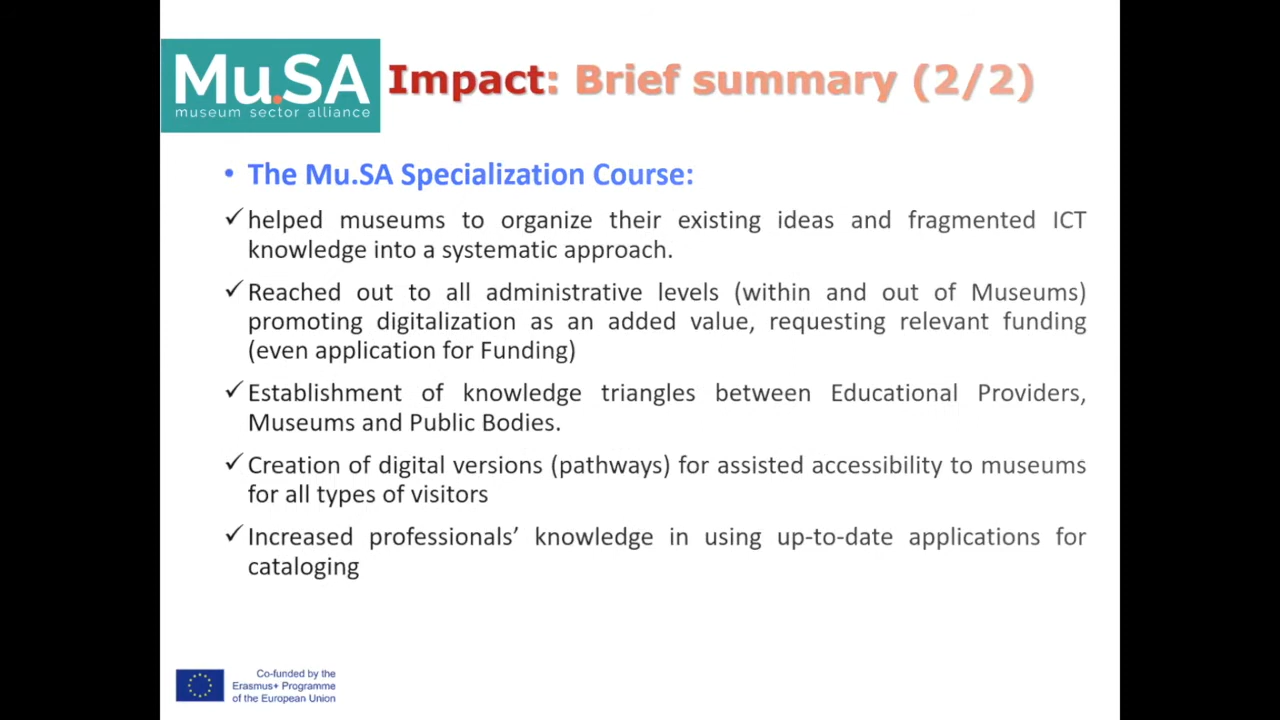 Mu.SA
museum sector alliance
Impact: Brief summary (2/2)
• The Mu.SA Specialization Course:
✓ helped museums to organize their existing ideas and fragmented ICT
knowledge into a systematic approach.
✓ Reached out to all administrative levels (within and out of Museums)
promoting digitalization as an added value, requesting relevant funding
(even application for Funding)
✓ Establishment of knowledge triangles between Educational Providers,
Museums and Public Bodies.
✓ Creation of digital versions (pathways) for assisted accessibility to museums
for all types of visitors
✓ Increased professionals’ knowledge in using up-to-date applications for
cataloging
Co-funded by the
Erasmus+ Programme
of the European Union